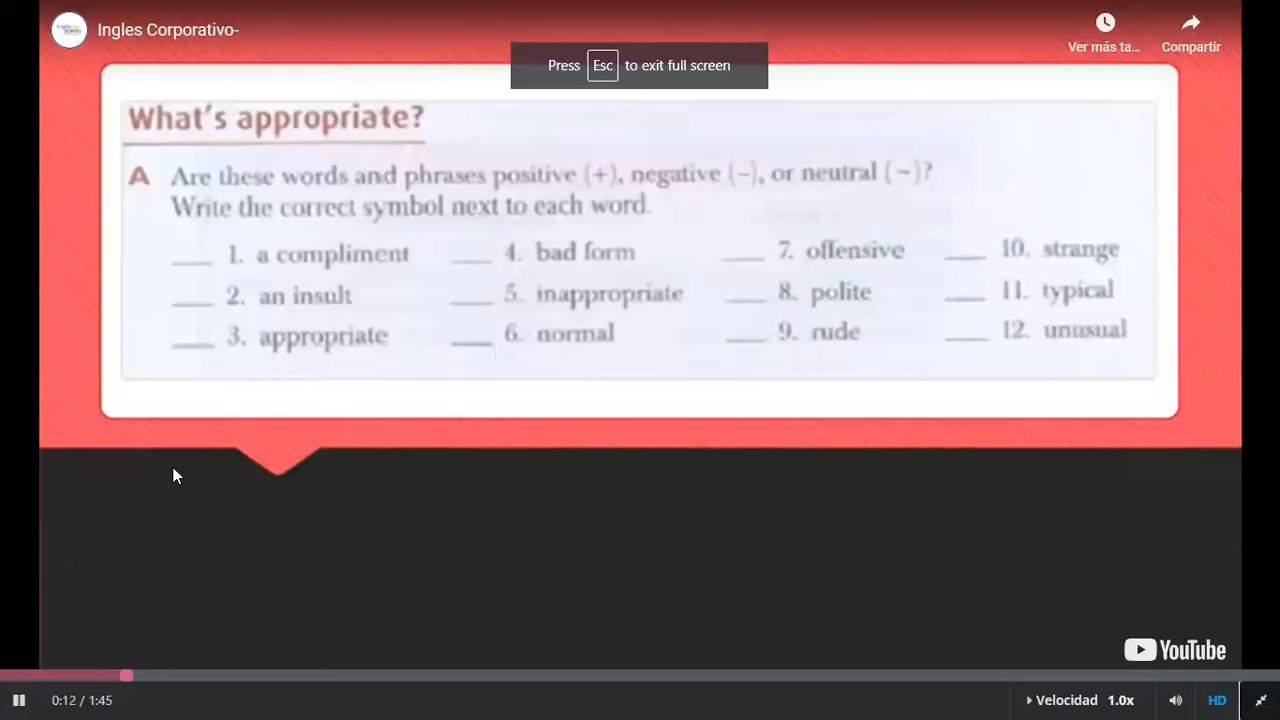 Ingles Corporativo-
Ver más ta...
Compartir
Press Esc to exit full screen
What's appropriate?
A Are these words and phrases positive (+), negative (−), or neutral (~)?
Write the correct symbol next to each word.
___ 1. a compliment ___ 4. bad form ___ 7. offensive ___ 10. strange
___ 2. an insult ___ 5. inappropriate ___ 8. polite ___ 11. typical
___ 3. appropriate ___ 6. normal ___ 9. rude ___ 12. unusual
YouTube
0:12 / 1:45
Velocidad 1.0x
HD